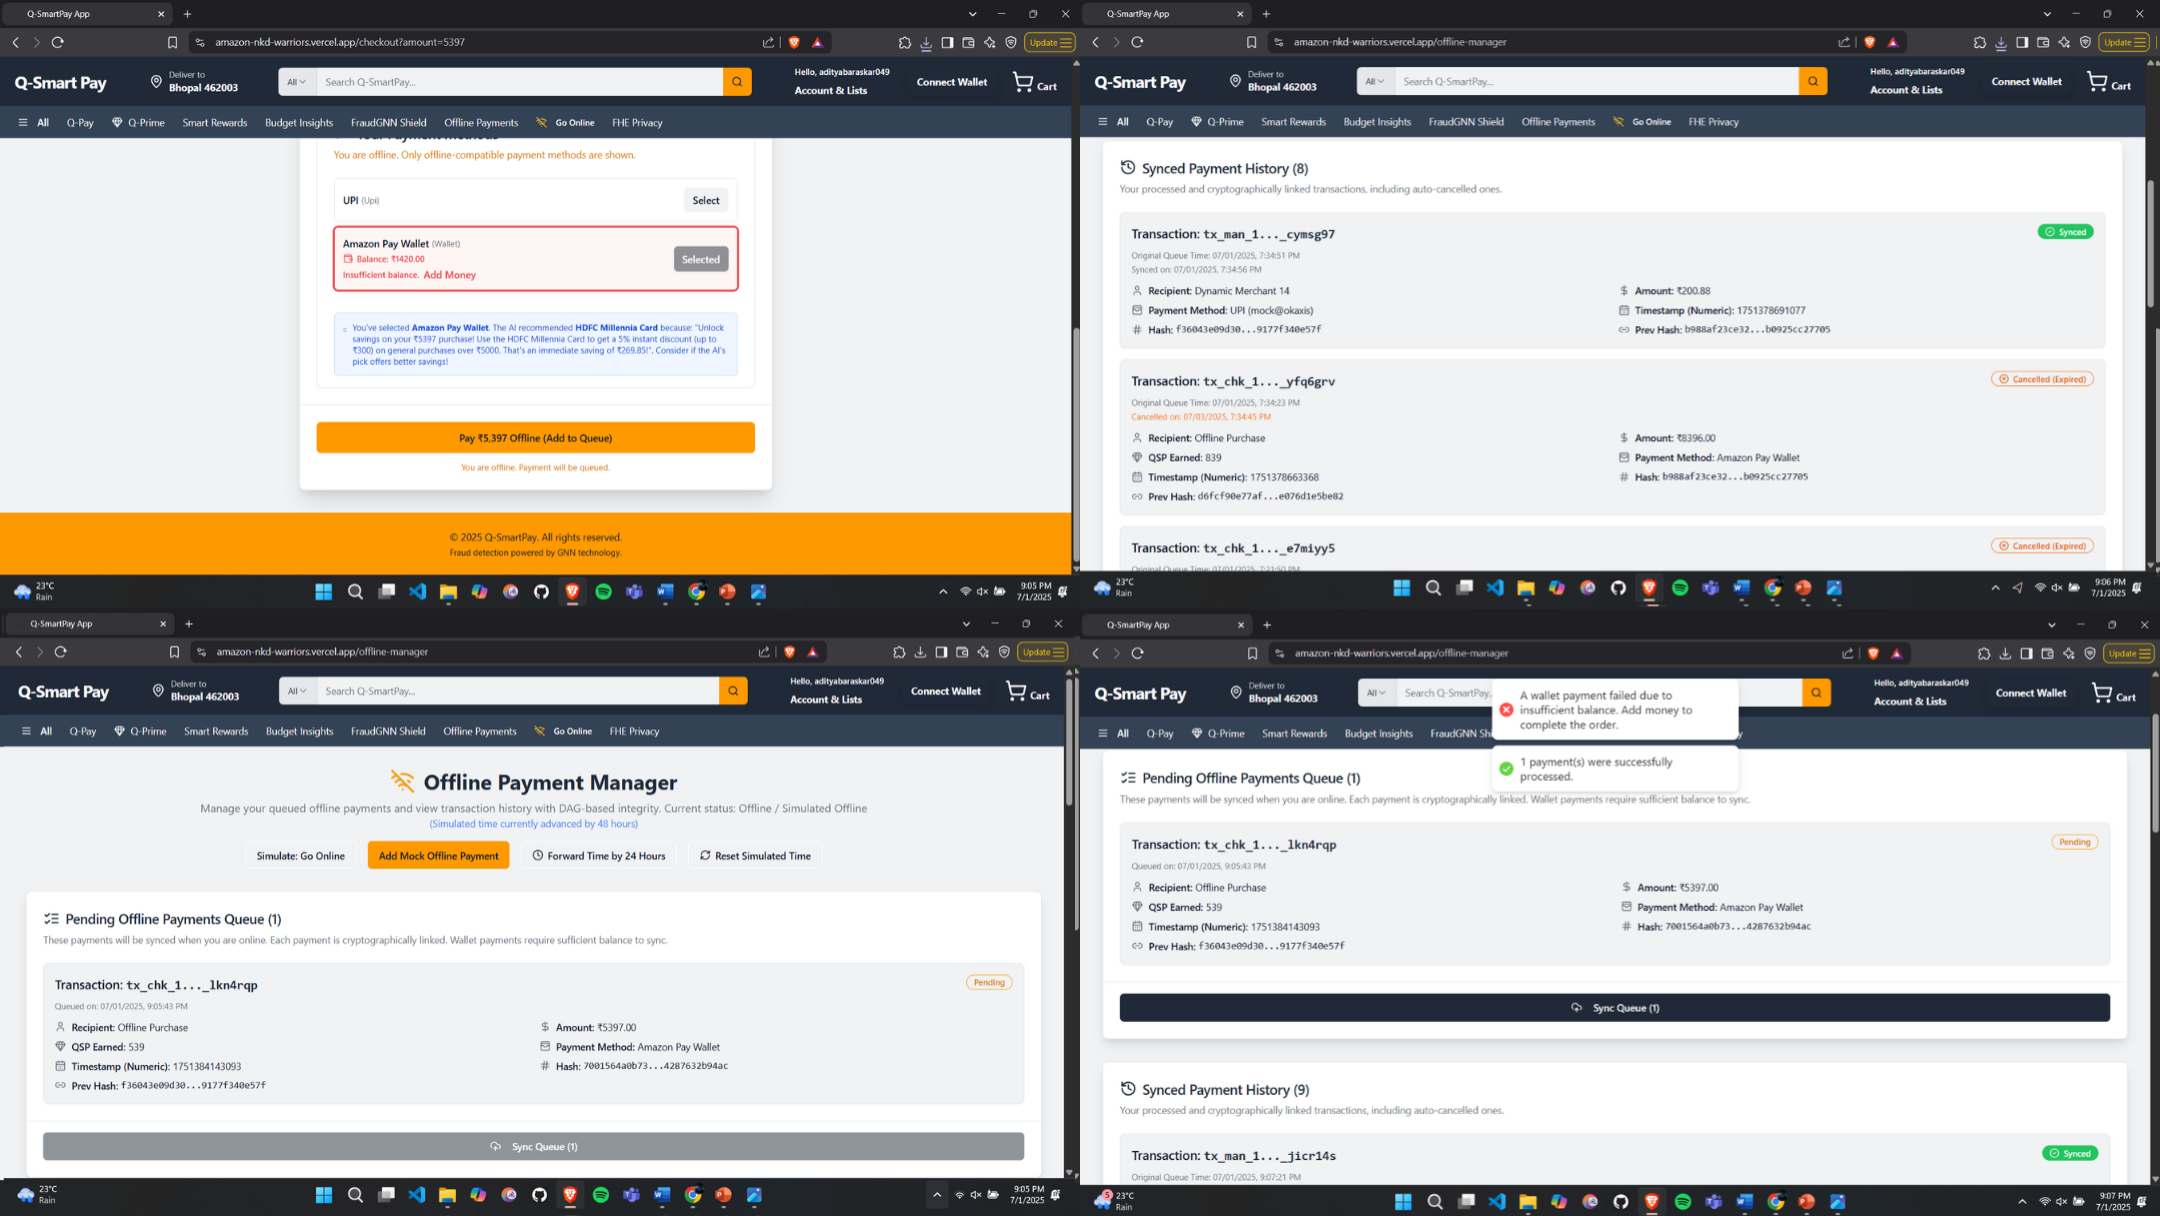 Q-SmartPay App
amazon-nkd-warriors.vercel.app/checkout?amount=5397
Update
Q-Smart Pay
Deliver to
Bhopal 462003
All
Search Q-SmartPay...
Hello, adityabaraskar049
Account & Lists
Connect Wallet
Cart
All Q-Pay Q-Prime Smart Rewards Budget Insights FraudGNN Shield Offline Payments Go Online FHE Privacy
You are offline. Only offline-compatible payment methods are shown.
UPI (Upi)
Select
Amazon Pay Wallet (Wallet)
Balance: ₹1420.00
Insufficient balance. Add Money
Selected
You've selected Amazon Pay Wallet. The AI recommended HDFC Millennia Card because: "Unlock
savings on your ₹5397 purchase! Use the HDFC Millennia Card to get a 5% instant discount (up to
₹300) on general purchases over ₹5000. That's an immediate saving of ₹269.85!". Consider if the AI's
pick offers better savings!
Pay ₹5,397 Offline (Add to Queue)
You are offline. Payment will be queued.
© 2025 Q-SmartPay. All rights reserved.
Fraud detection powered by GNN technology.
23°C
Rain
9:05 PM
7/1/2025
Q-SmartPay App
amazon-nkd-warriors.vercel.app/offline-manager
Update
Q-Smart Pay
Deliver to
Bhopal 462003
All
Search Q-SmartPay...
Hello, adityabaraskar049
Account & Lists
Connect Wallet
Cart
All Q-Pay Q-Prime Smart Rewards Budget Insights FraudGNN Shield Offline Payments Go Online FHE Privacy
Synced Payment History (8)
Your processed and cryptographically linked transactions, including auto-cancelled ones.
Transaction: tx_man_1..._cymsg97
Synced
Original Queue Time: 07/01/2025, 7:34:51 PM
Synced on: 07/01/2025, 7:34:56 PM
Recipient: Dynamic Merchant 14
Amount: ₹200.88
Payment Method: UPI (mock@okaxis)
Timestamp (Numeric): 1751378691077
Hash: f36043e09d30...9177f340e57f
Prev Hash: b988af23ce32...b0925cc27705
Transaction: tx_chk_1..._yfq6grv
Cancelled (Expired)
Original Queue Time: 07/01/2025, 7:34:23 PM
Cancelled on: 07/03/2025, 7:34:45 PM
Recipient: Offline Purchase
Amount: ₹8396.00
QSP Earned: 839
Payment Method: Amazon Pay Wallet
Timestamp (Numeric): 1751378663368
Hash: b988af23ce32...b0925cc27705
Prev Hash: d6fcf90e77af...e076d1e5be82
Transaction: tx_chk_1..._e7miyy5
Cancelled (Expired)
Original Queue Time: 07/01/2025, 7:21:50 PM
23°C
Rain
9:06 PM
7/1/2025
Q-SmartPay App
amazon-nkd-warriors.vercel.app/offline-manager
Update
Q-Smart Pay
Deliver to
Bhopal 462003
All
Search Q-SmartPay...
Hello, adityabaraskar049
Account & Lists
Connect Wallet
Cart
All Q-Pay Q-Prime Smart Rewards Budget Insights FraudGNN Shield Offline Payments Go Online FHE Privacy
Offline Payment Manager
Manage your queued offline payments and view transaction history with DAG-based integrity. Current status: Offline / Simulated Offline
(Simulated time currently advanced by 48 hours)
Simulate: Go Online
Add Mock Offline Payment
Forward Time by 24 Hours
Reset Simulated Time
Pending Offline Payments Queue (1)
These payments will be synced when you are online. Each payment is cryptographically linked. Wallet payments require sufficient balance to sync.
Transaction: tx_chk_1..._lkn4rqp
Pending
Queued on: 07/01/2025, 9:05:43 PM
Recipient: Offline Purchase
Amount: ₹5397.00
QSP Earned: 539
Payment Method: Amazon Pay Wallet
Timestamp (Numeric): 1751384143093
Hash: 7001564a0b73...4287632b94ac
Prev Hash: f36043e09d30...9177f340e57f
Sync Queue (1)
23°C
Rain
9:05 PM
7/1/2025
Q-SmartPay App
amazon-nkd-warriors.vercel.app/offline-manager
Update
Q-Smart Pay
Deliver to
Bhopal 462003
All
Search Q-SmartPay.
Hello, adityabaraskar049
Account & Lists
Connect Wallet
Cart
A wallet payment failed due to
insufficient balance. Add money to
complete the order.
All Q-Pay Q-Prime Smart Rewards Budget Insights FraudGNN
1 payment(s) were successfully
processed.
Pending Offline Payments Queue (1)
These payments will be synced when you are online. Each payment is cryptographically linked. Wallet payments require sufficient balance to sync.
Transaction: tx_chk_1..._lkn4rqp
Pending
Queued on: 07/01/2025, 9:05:43 PM
Recipient: Offline Purchase
Amount: ₹5397.00
QSP Earned: 539
Payment Method: Amazon Pay Wallet
Timestamp (Numeric): 1751384143093
Hash: 7001564a0b73...4287632b94ac
Prev Hash: f36043e09d30...9177f340e57f
Sync Queue (1)
Synced Payment History (9)
Your processed and cryptographically linked transactions, including auto-cancelled ones.
Transaction: tx_man_1..._jicr14s
Synced
Original Queue Time: 07/01/2025, 9:07:21 PM
5
23°C
Rain
9:07 PM
7/1/2025